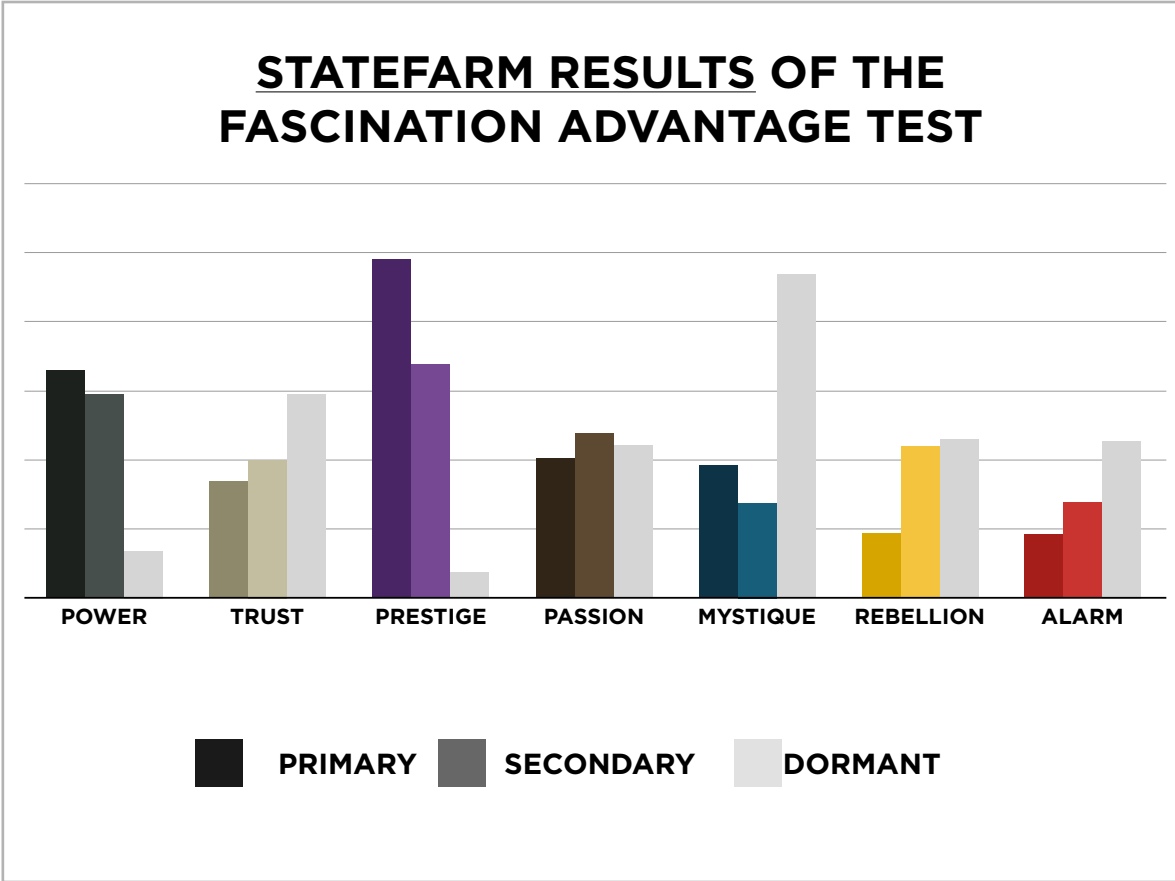 STATEFARM RESULTS OF THE
FASCINATION ADVANTAGE TEST
POWER
TRUST
PRESTIGE
PASSION
MYSTIQUE
REBELLION
ALARM
PRIMARY
SECONDARY
DORMANT